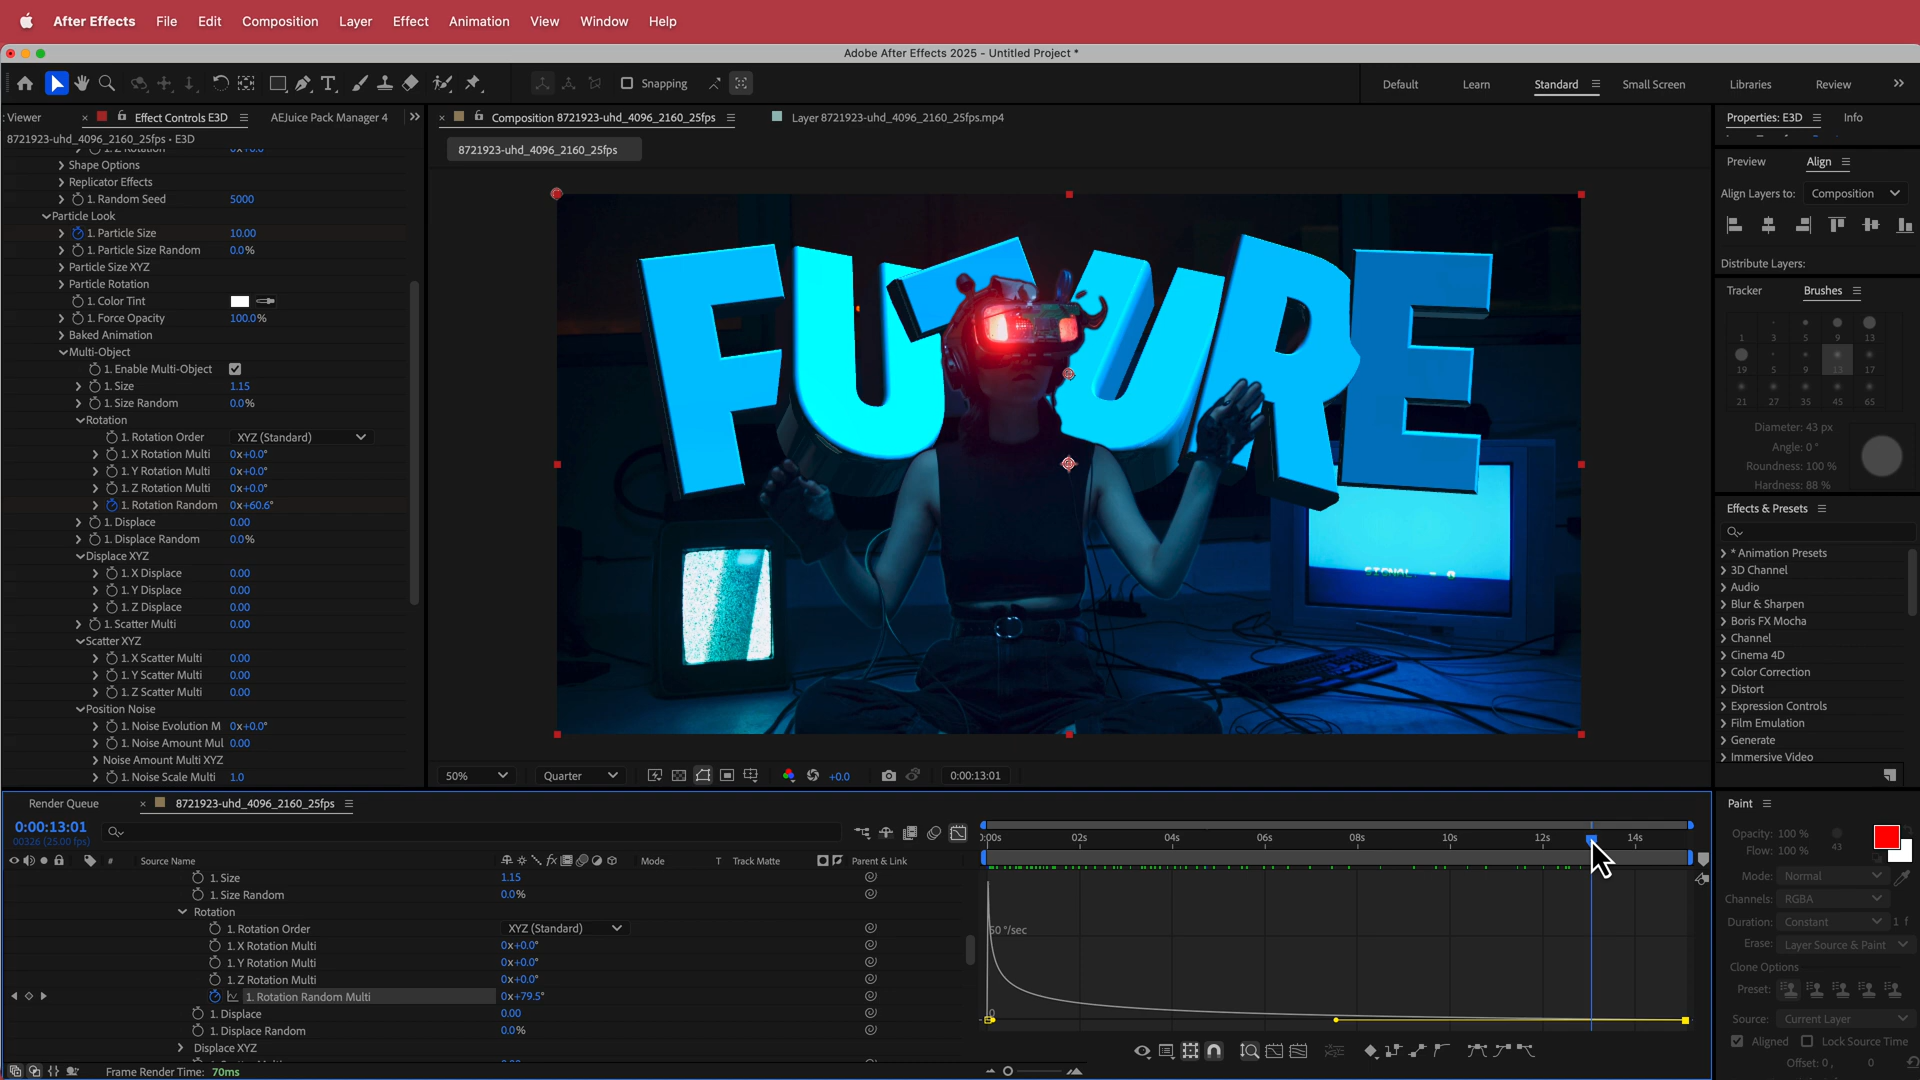 After Effects File Edit Composition Layer Effect Animation View Window Help
Adobe After Effects 2025 - Untitled Project *
Snapping
Default Learn Standard Small Screen Libraries Review
: Viewer Effect Controls E3D AEJuice Pack Manager 4
8721923-uhd_4096_2160_25fps • E3D
Shape Options
Replicator Effects
1. Random Seed 5000
Particle Look
1. Particle Size 10.00
1. Particle Size Random 0.0%
Particle Size XYZ
Particle Rotation
1. Color Tint
1. Force Opacity 100.0%
Baked Animation
Multi-Object
1. Enable Multi-Object
1. Size 1.15
1. Size Random 0.0%
Rotation
1. Rotation Order XYZ (Standard)
1. X Rotation Multi 0x+0.0°
1. Y Rotation Multi 0x+0.0°
1. Z Rotation Multi 0x+0.0°
1. Rotation Random 0x+60.6°
1. Displace 0.00
1. Displace Random 0.0%
Displace XYZ
1. X Displace 0.00
1. Y Displace 0.00
1. Z Displace 0.00
1. Scatter Multi 0.00
Scatter XYZ
1. X Scatter Multi 0.00
1. Y Scatter Multi 0.00
1. Z Scatter Multi 0.00
Position Noise
1. Noise Evolution M 0x+0.0°
1. Noise Amount Mul 0.00
Noise Amount Multi XYZ
1. Noise Scale Multi 1.0
Composition 8721923-uhd_4096_2160_25fps Layer 8721923-uhd_4096_2160_25fps.mp4
8721923-uhd_4096_2160_25fps
FUTURE
50% Quarter +0.0 0:00:13:01
Properties: E3D Info
Preview Align
Align Layers to: Composition
Distribute Layers:
Tracker Brushes
1 3 5 9 13
19 5 9 13 17
21 27 35 45 65
Diameter: 43 px
Angle: 0°
Roundness: 100 %
Hardness: 88 %
Effects & Presets
* Animation Presets
3D Channel
Audio
Blur & Sharpen
Boris FX Mocha
Channel
Cinema 4D
Color Correction
Distort
Expression Controls
Film Emulation
Generate
Immersive Video
Render Queue 8721923-uhd_4096_2160_25fps
0:00:13:01
00326 (25.00 fps)
# Source Name Mode T Track Matte Parent & Link
1. Size 1.15
1. Size Random 0.0%
Rotation
1. Rotation Order XYZ (Standard)
1. X Rotation Multi 0x+0.0°
1. Y Rotation Multi 0x+0.0°
1. Z Rotation Multi 0x+0.0°
1. Rotation Random Multi 0x+79.5°
1. Displace 0.00
1. Displace Random 0.0%
Displace XYZ
Frame Render Time: 70ms
):00s 02s 04s 06s 08s 10s 12s 14s
50 °/sec
0
Paint
Opacity: 100 %
Flow: 100 % 43
Mode: Normal
Channels: RGBA
Duration: Constant 1 f
Erase: Layer Source & Paint
Clone Options
Preset:
Source: Current Layer
Aligned Lock Source Time
Offset: 0, 0